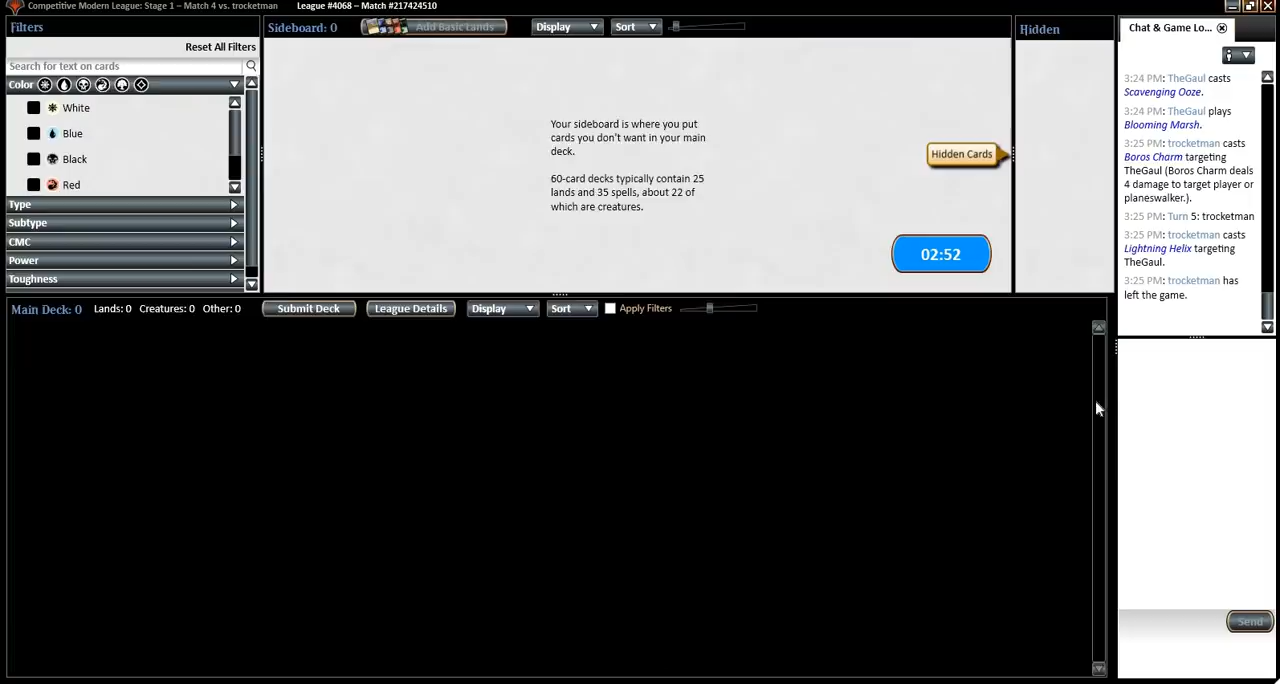 Competitive Modern League: Stage 1 – Match 4 vs. trocketman League #4068 – Match #217424510
Filters
Reset All Filters
Search for text on cards
Color
White
Blue
Black
Red
Type
Subtype
CMC
Power
Toughness
Sideboard: 0 Add Basic Lands Display Sort
Your sideboard is where you put
cards you don't want in your main
deck.
60-card decks typically contain 25
lands and 35 spells, about 22 of
which are creatures.
Hidden Cards
02:52
Hidden
Main Deck: 0 Lands: 0 Creatures: 0 Other: 0 Submit Deck League Details Display Sort Apply Filters
Chat & Game Lo...
3:24 PM: TheGaul casts
Scavenging Ooze.
3:24 PM: TheGaul plays
Blooming Marsh.
3:25 PM: trocketman casts
Boros Charm targeting
TheGaul (Boros Charm deals
4 damage to target player or
planeswalker.).
3:25 PM: Turn 5: trocketman
3:25 PM: trocketman casts
Lightning Helix targeting
TheGaul.
3:25 PM: trocketman has
left the game.
Send